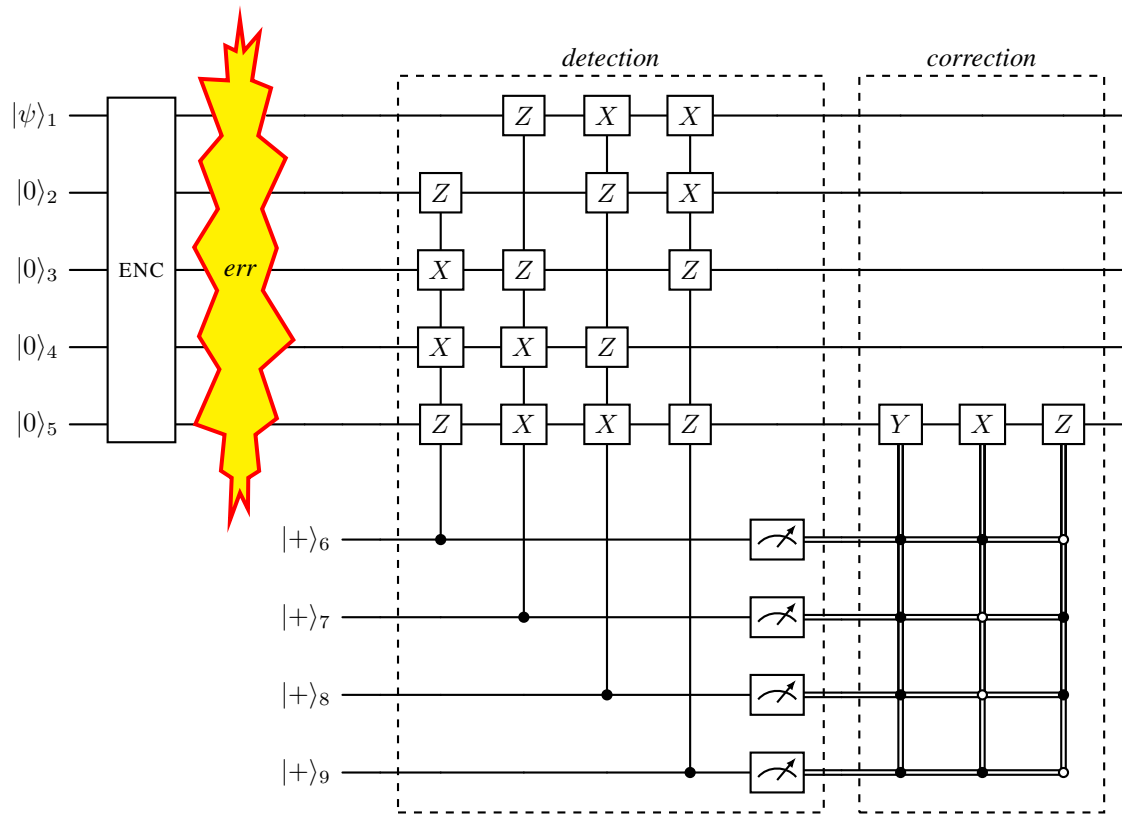 detection correction
|ψ⟩1 Z X X
|0⟩2 Z Z X
|0⟩3 ENC err X Z Z
|0⟩4 X X Z
|0⟩5 Z X X Z Y X Z
|+⟩6
|+⟩7
|+⟩8
|+⟩9